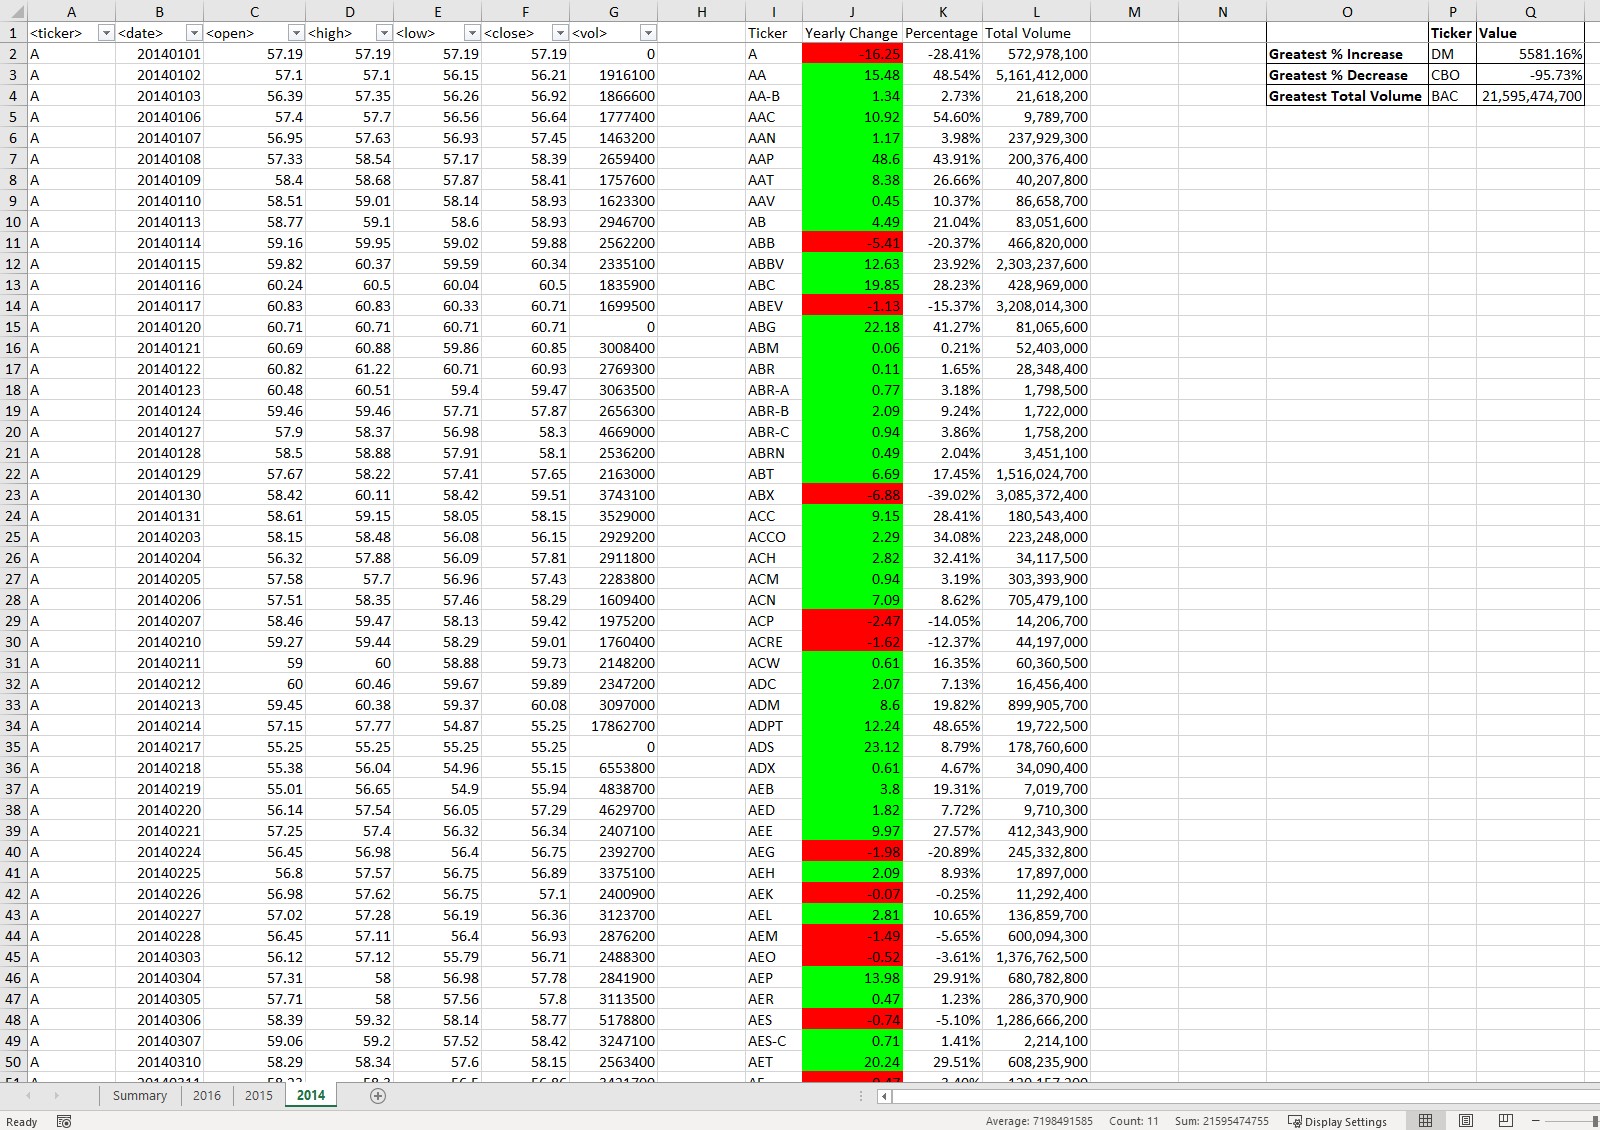 A B C D E F G H I J K L M N O P Q
1 <ticker> <date> <open> <high> <low> <close> <vol> Ticker Yearly Change Percentage Total Volume Ticker Value
2 A 20140101 57.19 57.19 57.19 57.19 0 A -16.25 -28.41% 572,978,100 Greatest % Increase DM 5581.16%
3 A 20140102 57.1 57.1 56.15 56.21 1916100 AA 15.48 48.54% 5,161,412,000 Greatest % Decrease CBO -95.73%
4 A 20140103 56.39 57.35 56.26 56.92 1866600 AA-B 1.34 2.73% 21,618,200 Greatest Total Volume BAC 21,595,474,700
5 A 20140106 57.4 57.7 56.56 56.64 1777400 AAC 10.92 54.60% 9,789,700
6 A 20140107 56.95 57.63 56.93 57.45 1463200 AAN 1.17 3.98% 237,929,300
7 A 20140108 57.33 58.54 57.17 58.39 2659400 AAP 48.6 43.91% 200,376,400
8 A 20140109 58.4 58.68 57.87 58.41 1757600 AAT 8.38 26.66% 40,207,800
9 A 20140110 58.51 59.01 58.14 58.93 1623300 AAV 0.45 10.37% 86,658,700
10 A 20140113 58.77 59.1 58.6 58.93 2946700 AB 4.49 21.04% 83,051,600
11 A 20140114 59.16 59.95 59.02 59.88 2562200 ABB -5.41 -20.37% 466,820,000
12 A 20140115 59.82 60.37 59.59 60.34 2335100 ABBV 12.63 23.92% 2,303,237,600
13 A 20140116 60.24 60.5 60.04 60.5 1835900 ABC 19.85 28.23% 428,969,000
14 A 20140117 60.83 60.83 60.33 60.71 1699500 ABEV -1.13 -15.37% 3,208,014,300
15 A 20140120 60.71 60.71 60.71 60.71 0 ABG 22.18 41.27% 81,065,600
16 A 20140121 60.69 60.88 59.86 60.85 3008400 ABM 0.06 0.21% 52,403,000
17 A 20140122 60.82 61.22 60.71 60.93 2769300 ABR 0.11 1.65% 28,348,400
18 A 20140123 60.48 60.51 59.4 59.47 3063500 ABR-A 0.77 3.18% 1,798,500
19 A 20140124 59.46 59.46 57.71 57.87 2656300 ABR-B 2.09 9.24% 1,722,000
20 A 20140127 57.9 58.37 56.98 58.3 4669000 ABR-C 0.94 3.86% 1,758,200
21 A 20140128 58.5 58.88 57.91 58.1 2536200 ABRN 0.49 2.04% 3,451,100
22 A 20140129 57.67 58.22 57.41 57.65 2163000 ABT 6.69 17.45% 1,516,024,700
23 A 20140130 58.42 60.11 58.42 59.51 3743100 ABX -6.88 -39.02% 3,085,372,400
24 A 20140131 58.61 59.15 58.05 58.15 3529000 ACC 9.15 28.41% 180,543,400
25 A 20140203 58.15 58.48 56.08 56.15 2929200 ACCO 2.29 34.08% 223,248,000
26 A 20140204 56.32 57.88 56.09 57.81 2911800 ACH 2.82 32.41% 34,117,500
27 A 20140205 57.58 57.7 56.96 57.43 2283800 ACM 0.94 3.19% 303,393,900
28 A 20140206 57.51 58.35 57.46 58.29 1609400 ACN 7.09 8.62% 705,479,100
29 A 20140207 58.46 59.47 58.13 59.42 1975200 ACP -2.47 -14.05% 14,206,700
30 A 20140210 59.27 59.44 58.29 59.01 1760400 ACRE -1.62 -12.37% 44,197,000
31 A 20140211 59 60 58.88 59.73 2148200 ACW 0.61 16.35% 60,360,500
32 A 20140212 60 60.46 59.67 59.89 2347200 ADC 2.07 7.13% 16,456,400
33 A 20140213 59.45 60.38 59.37 60.08 3097000 ADM 8.6 19.82% 899,905,700
34 A 20140214 57.15 57.77 54.87 55.25 17862700 ADPT 12.24 48.65% 19,722,500
35 A 20140217 55.25 55.25 55.25 55.25 0 ADS 23.12 8.79% 178,760,600
36 A 20140218 55.38 56.04 54.96 55.15 6553800 ADX 0.61 4.67% 34,090,400
37 A 20140219 55.01 56.65 54.9 55.94 4838700 AEB 3.8 19.31% 7,019,700
38 A 20140220 56.14 57.54 56.05 57.29 4629700 AED 1.82 7.72% 9,710,300
39 A 20140221 57.25 57.4 56.32 56.34 2407100 AEE 9.97 27.57% 412,343,900
40 A 20140224 56.45 56.98 56.4 56.75 2392700 AEG -1.98 -20.89% 245,332,800
41 A 20140225 56.8 57.57 56.75 56.89 3375100 AEH 2.09 8.93% 17,897,000
42 A 20140226 56.98 57.62 56.75 57.1 2400900 AEK -0.07 -0.25% 11,292,400
43 A 20140227 57.02 57.28 56.19 56.36 3123700 AEL 2.81 10.65% 136,859,700
44 A 20140228 56.45 57.11 56.4 56.93 2876200 AEM -1.49 -5.65% 600,094,300
45 A 20140303 56.12 57.12 55.79 56.71 2488300 AEO -0.52 -3.61% 1,376,762,500
46 A 20140304 57.31 58 56.98 57.78 2841900 AEP 13.98 29.91% 680,782,800
47 A 20140305 57.71 58 57.56 57.8 3113500 AER 0.47 1.23% 286,370,900
48 A 20140306 58.39 59.32 58.14 58.77 5178800 AES -0.74 -5.10% 1,286,666,200
49 A 20140307 59.06 59.2 57.52 58.42 3247100 AES-C 0.71 1.41% 2,214,100
50 A 20140310 58.29 58.34 57.6 58.15 2563400 AET 20.24 29.51% 608,235,900
Summary 2016 2015 2014
Ready Average: 7198491585 Count: 11 Sum: 21595474755 Display Settings